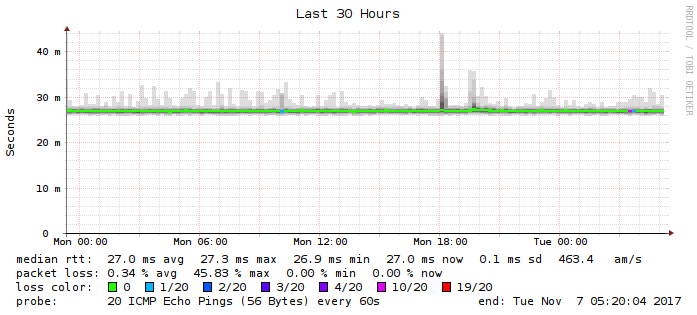 Last 30 Hours
RRDTOOL / TOBI OETIKER
Seconds
40 m
30 m
20 m
10 m
0
Mon 00:00 Mon 06:00 Mon 12:00 Mon 18:00 Tue 00:00
median rtt: 27.0 ms avg 27.3 ms max 26.9 ms min 27.0 ms now 0.1 ms sd 463.4 am/s
packet loss: 0.34 % avg 45.83 % max 0.00 % min 0.00 % now
loss color: 0 1/20 2/20 3/20 4/20 10/20 19/20
probe: 20 ICMP Echo Pings (56 Bytes) every 60s end: Tue Nov 7 05:20:04 2017